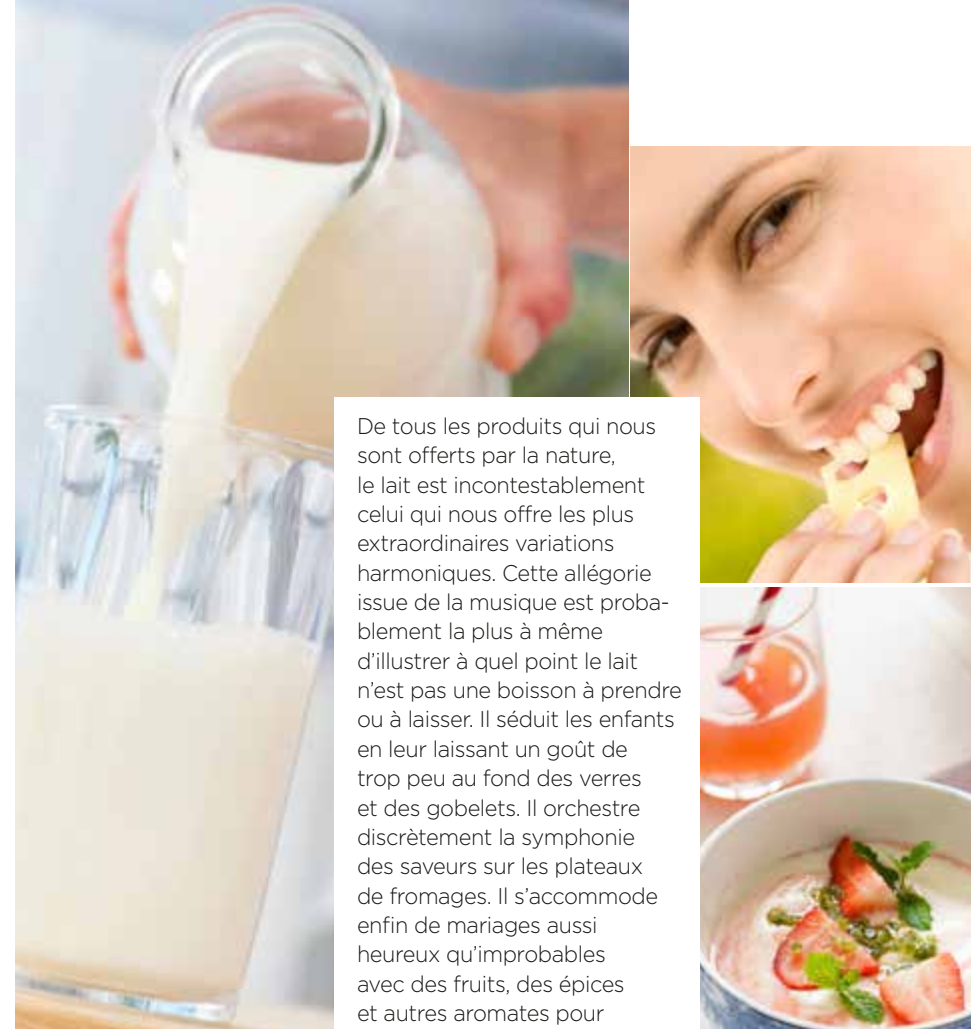 De tous les produits qui nous
sont offerts par la nature,
le lait est incontestablement
celui qui nous offre les plus
extraordinaires variations
harmoniques. Cette allégorie
issue de la musique est proba-
blement la plus à même
d'illustrer à quel point le lait
n'est pas une boisson à prendre
ou à laisser. Il séduit les enfants
en leur laissant un goût de
trop peu au fond des verres
et des gobelets. Il orchestre
discrètement la symphonie
des saveurs sur les plateaux
de fromages. Il s'accommode
enfin de mariages aussi
heureux qu'improbables
avec des fruits, des épices
et autres aromates pour